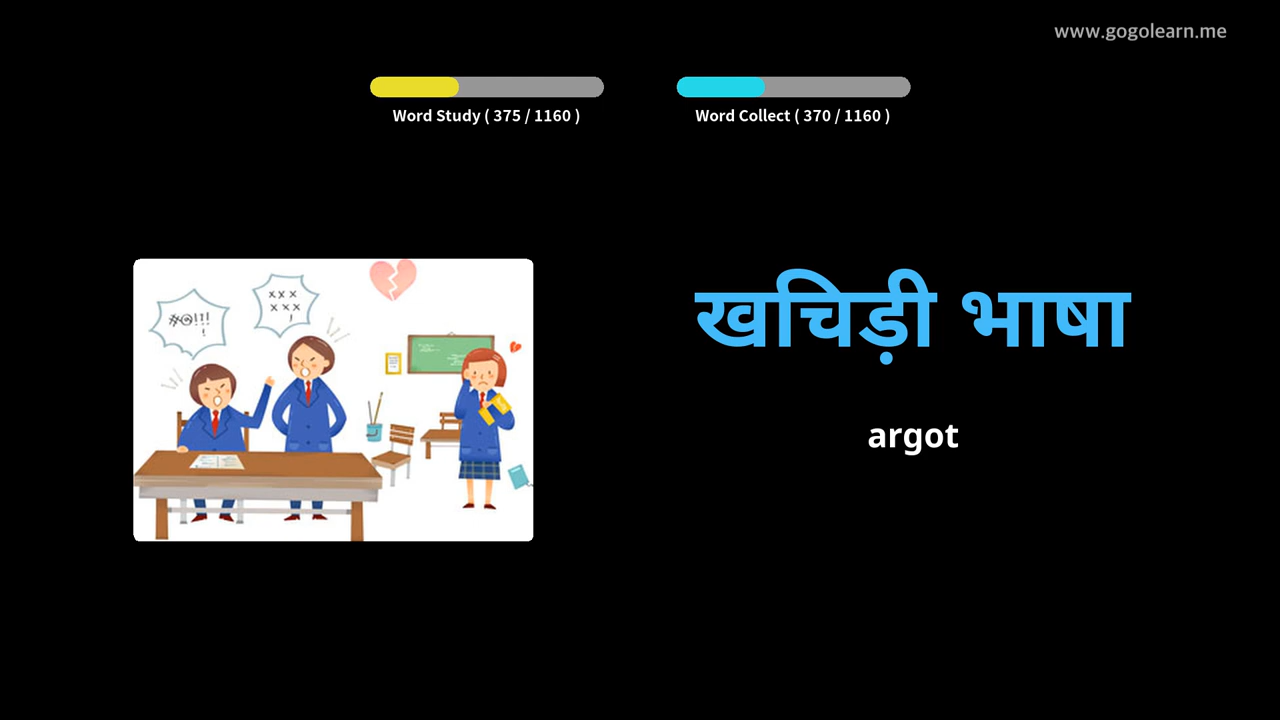 www.gogolearn.me
Word Study ( 375 / 1160 )
Word Collect ( 370 / 1160 )
#@!!!
!
x x x
x x x
!
खचिड़ी भाषा
argot